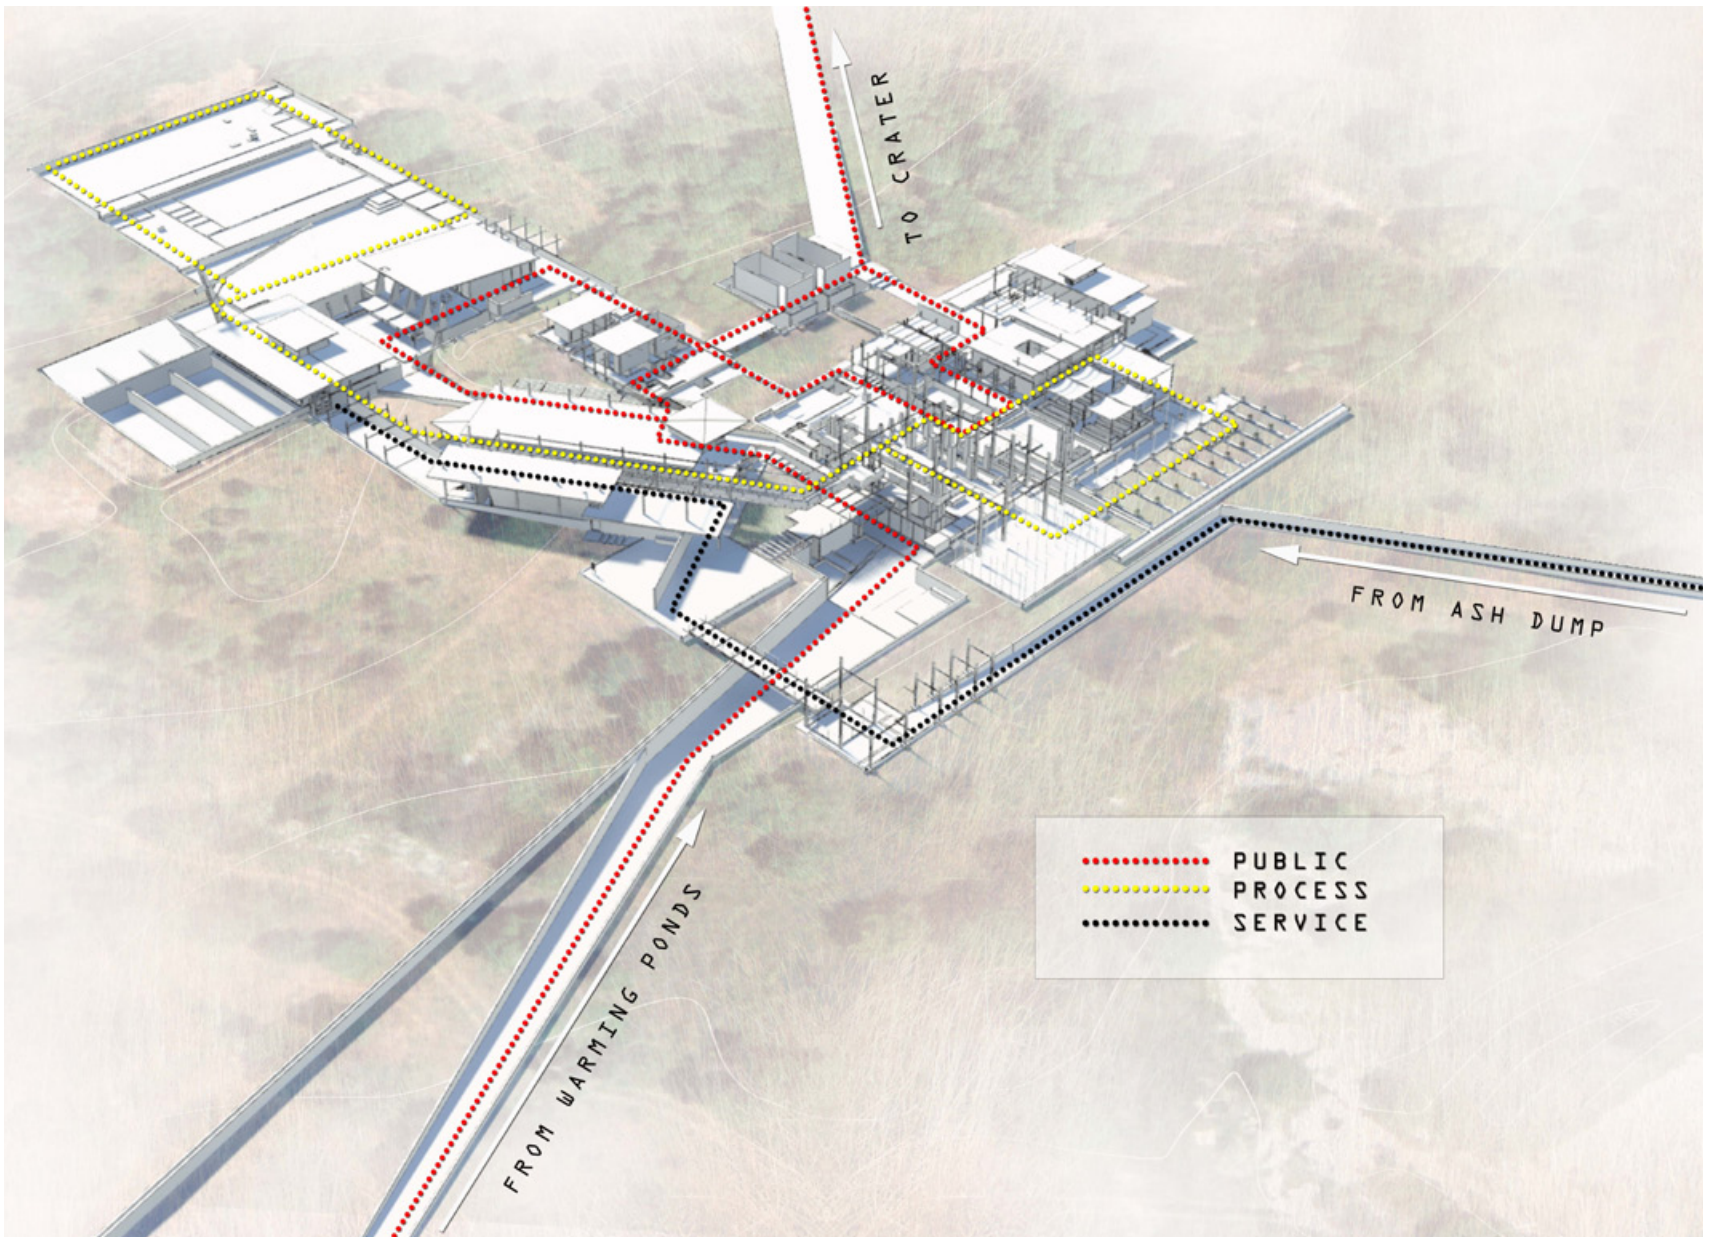 TO CRATER
FROM ASH DUMP
PUBLIC
PROCESS
SERVICE
FROM WARMING PONDS